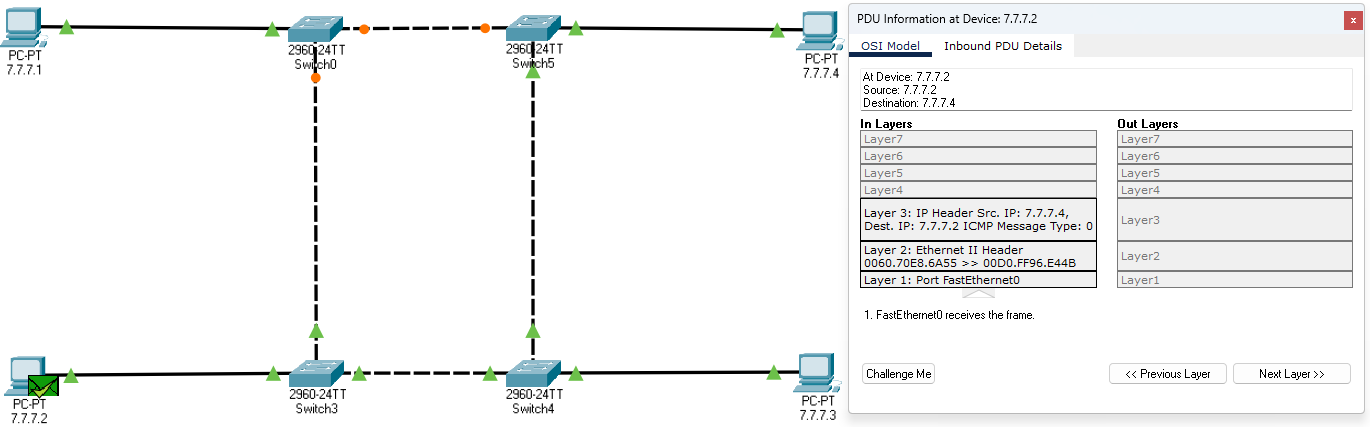 PC-PT
7.7.7.1
2960-24TT
Switch0
2960-24TT
Switch5
PC-PT
7.7.7.4
PC-PT
7.7.7.2
2960-24TT
Switch3
2960-24TT
Switch4
PC-PT
7.7.7.3
PDU Information at Device: 7.7.7.2
x
OSI Model
Inbound PDU Details
At Device: 7.7.7.2
Source: 7.7.7.2
Destination: 7.7.7.4
In Layers
Layer7
Layer6
Layer5
Layer4
Layer 3: IP Header Src. IP: 7.7.7.4,
Dest. IP: 7.7.7.2 ICMP Message Type: 0
Layer 2: Ethernet II Header
0060.70E8.6A55 >> 00D0.FF96.E44B
Layer 1: Port FastEthernet0
Out Layers
Layer7
Layer6
Layer5
Layer4
Layer3
Layer2
Layer1
1. FastEthernet0 receives the frame.
Challenge Me
<< Previous Layer
Next Layer >>